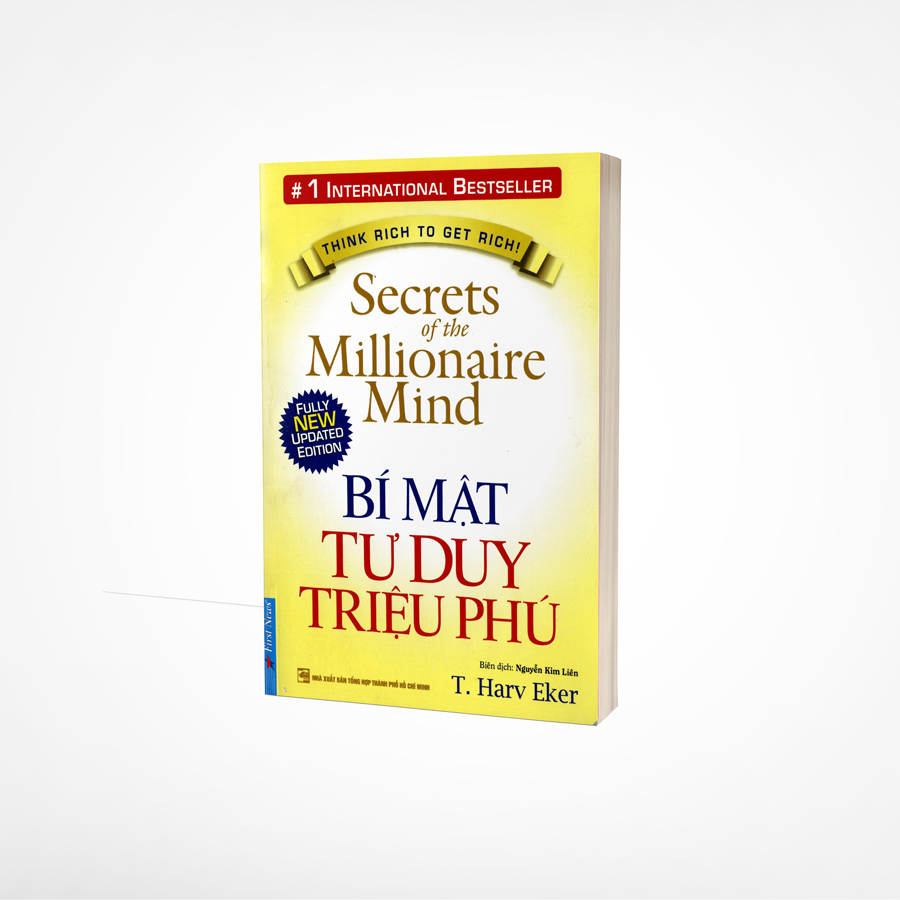 # 1 INTERNATIONAL BESTSELLER
THINK RICH TO GET RICH!
Secrets
of the
Millionaire
Mind
FULLY
NEW
UPDATED
EDITION
BÍ MẬT
TƯ DUY
TRIỆU PHÚ
First News
Biên dịch: Nguyễn Kim Liên
NHÀ XUẤT BẢN TỔNG HỢP THÀNH PHỐ HỒ CHÍ MINH
T. Harv Eker